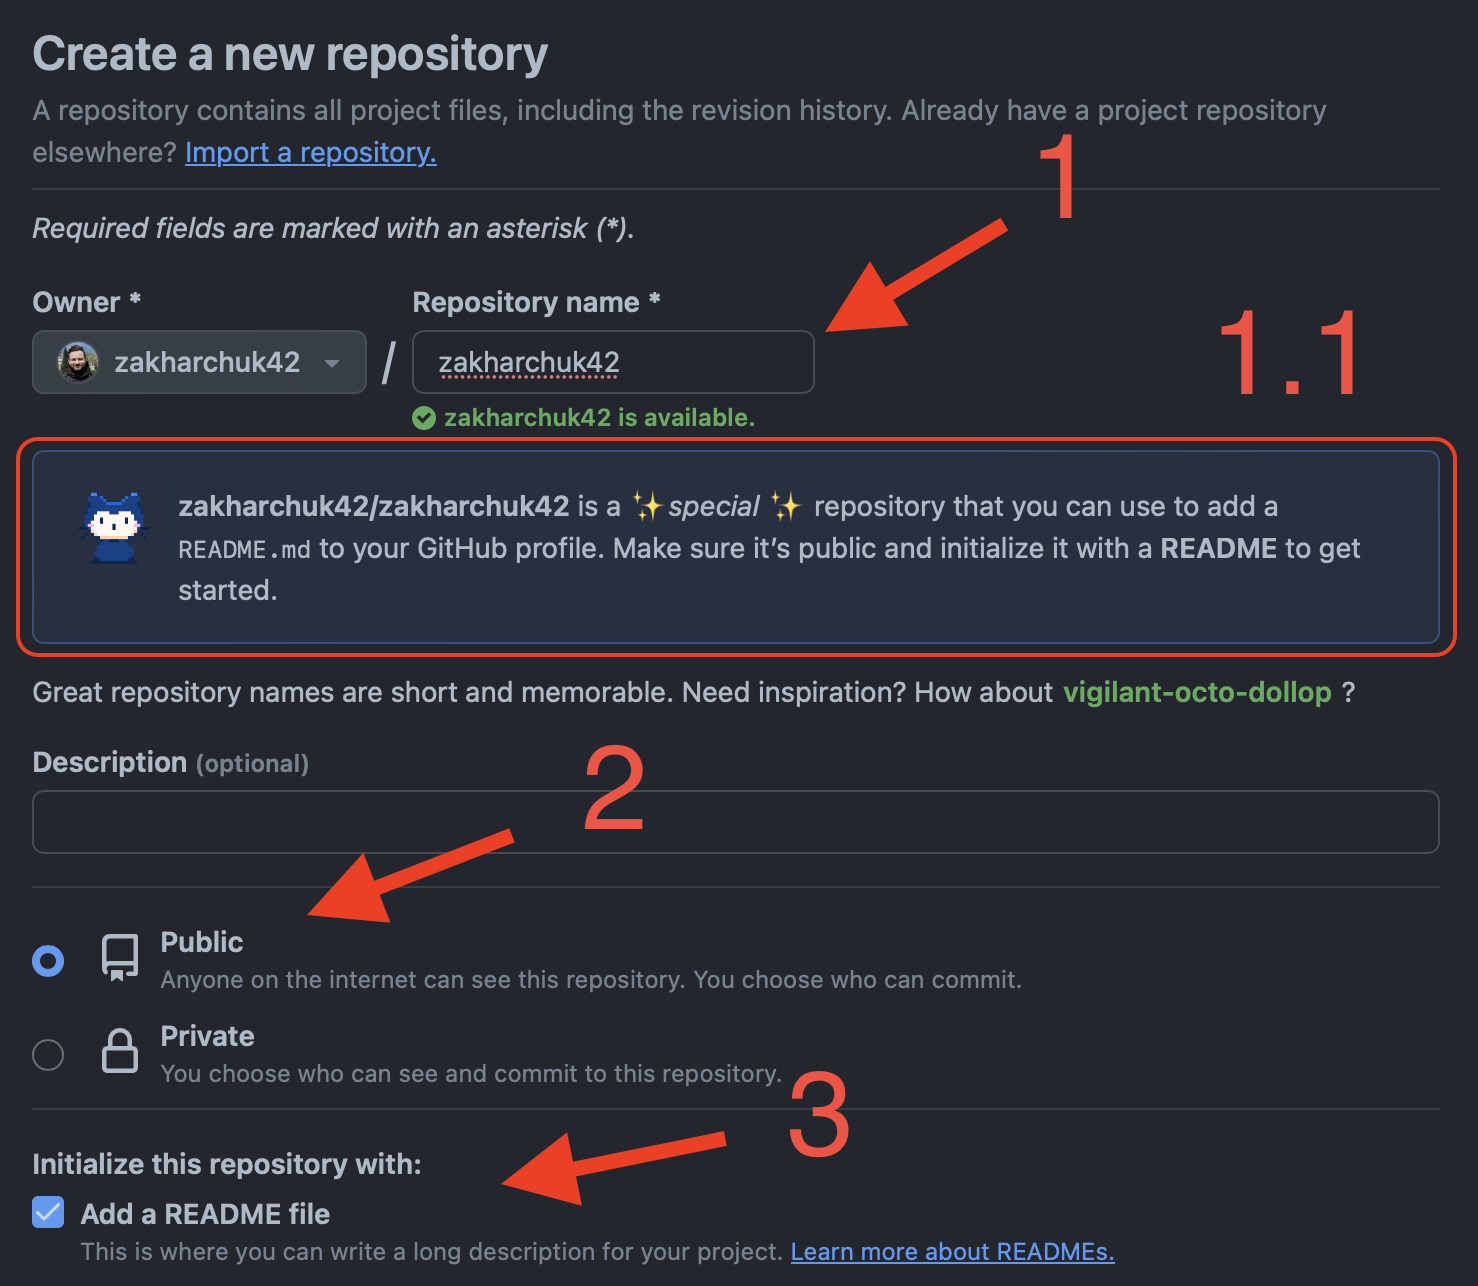 Create a new repository
A repository contains all project files, including the revision history. Already have a project repository
elsewhere? Import a repository.
1
Required fields are marked with an asterisk (*).
Owner *
Repository name *
1.1
zakharchuk42 / zakharchuk42
zakharchuk42 is available.
zakharchuk42/zakharchuk42 is a ✨ special ✨ repository that you can use to add a
README.md to your GitHub profile. Make sure it’s public and initialize it with a README to get
started.
Great repository names are short and memorable. Need inspiration? How about vigilant-octo-dollop ?
Description (optional)
2
Public
Anyone on the internet can see this repository. You choose who can commit.
Private
You choose who can see and commit to this repository.
3
Initialize this repository with:
Add a README file
This is where you can write a long description for your project. Learn more about READMEs.